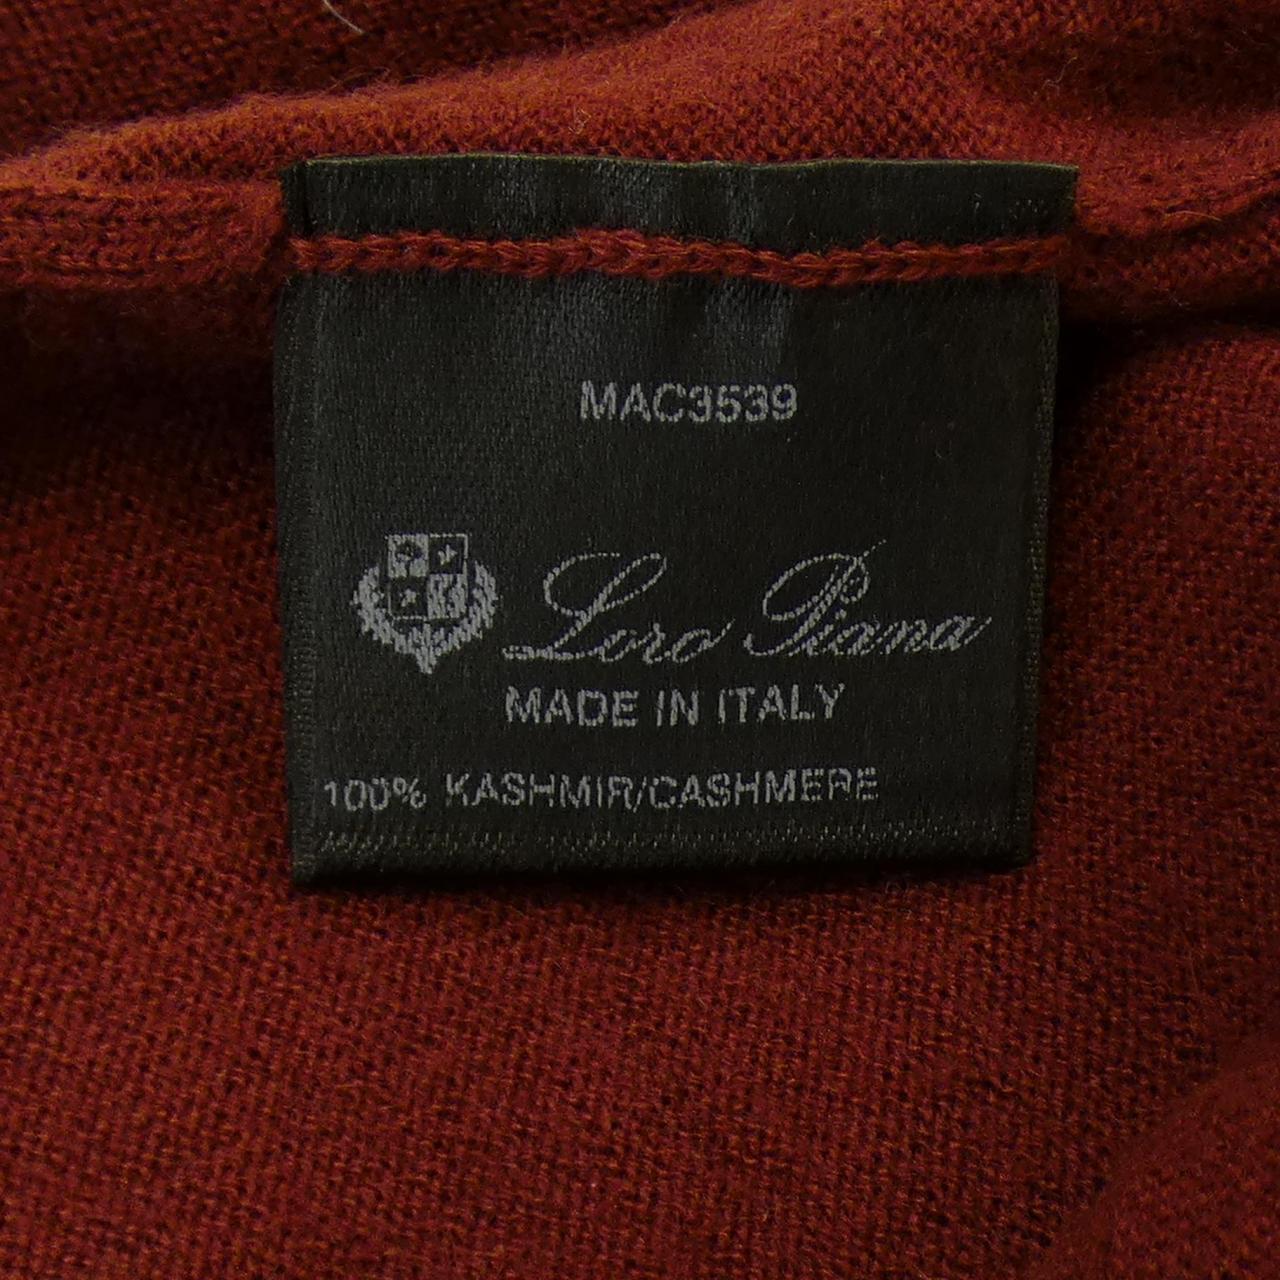 MAC3539
Loro Piana
MADE IN ITALY
100% KASHMIR/CASHMERE